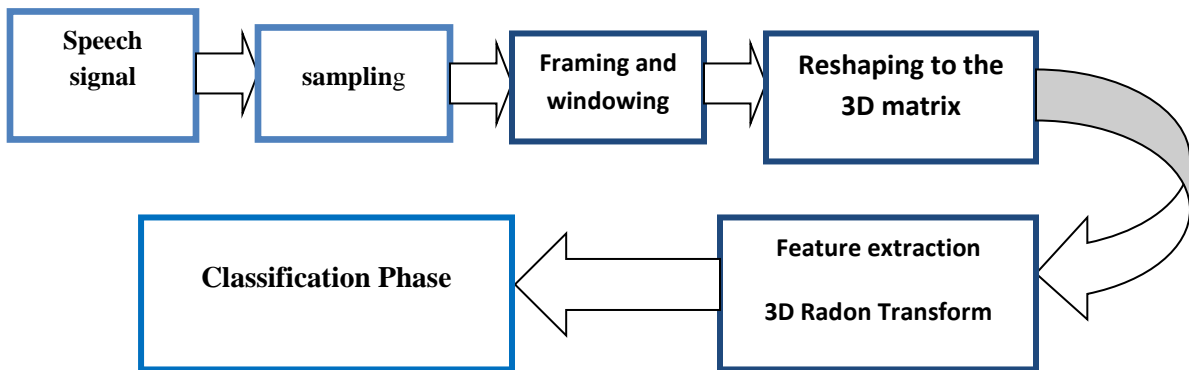 Speech
signal
sampling
Framing and
windowing
Reshaping to the
3D matrix
Feature extraction
3D Radon Transform
Classification Phase